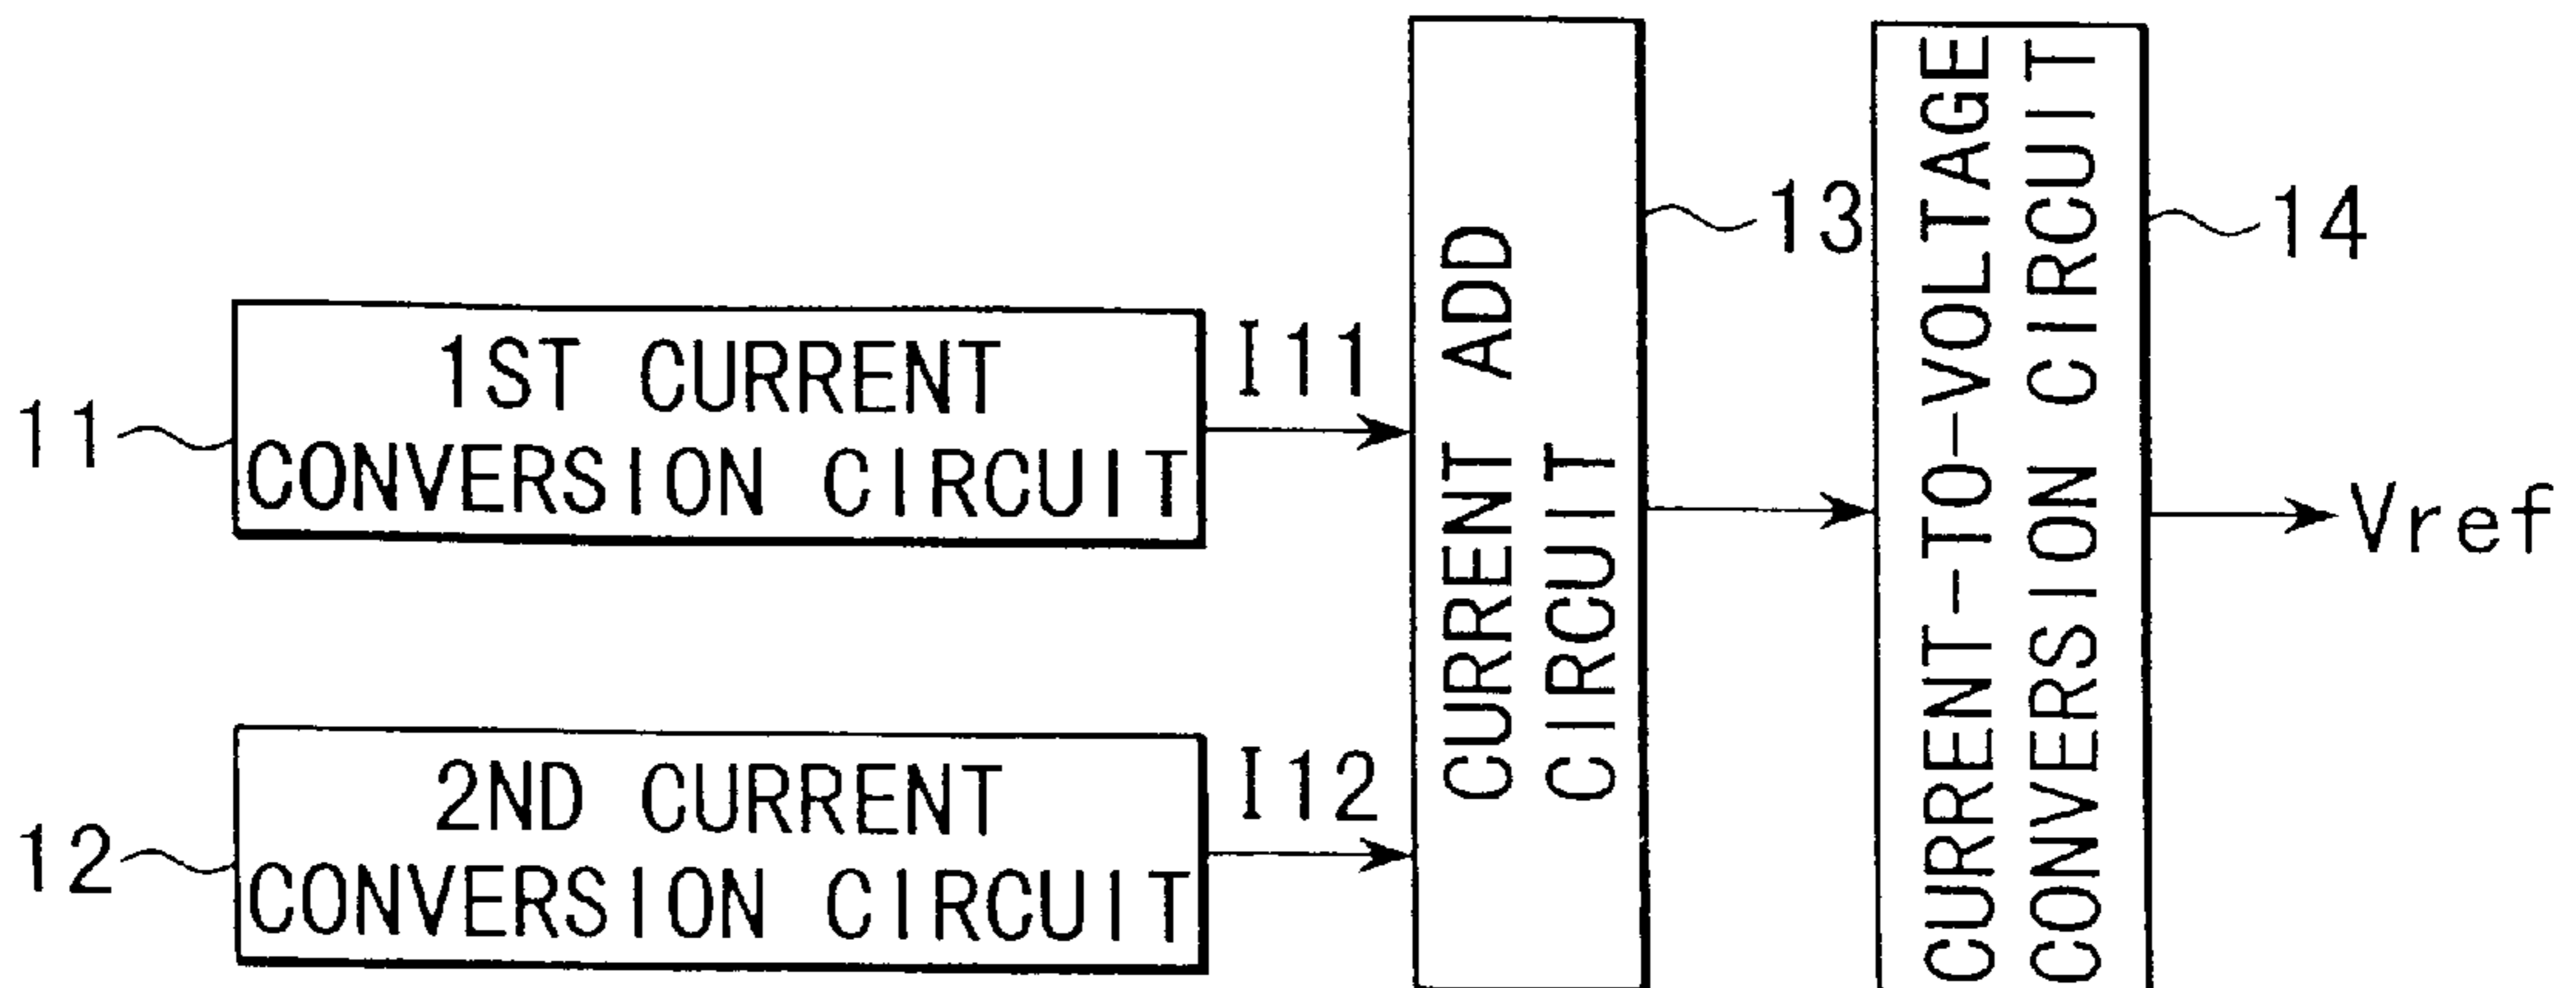 11
1ST CURRENT
CONVERSION CIRCUIT
I11
12
2ND CURRENT
CONVERSION CIRCUIT
I12
CURRENT ADD
CIRCUIT
13
CURRENT-TO-VOLTAGE
CONVERSION CIRCUIT
14
Vref